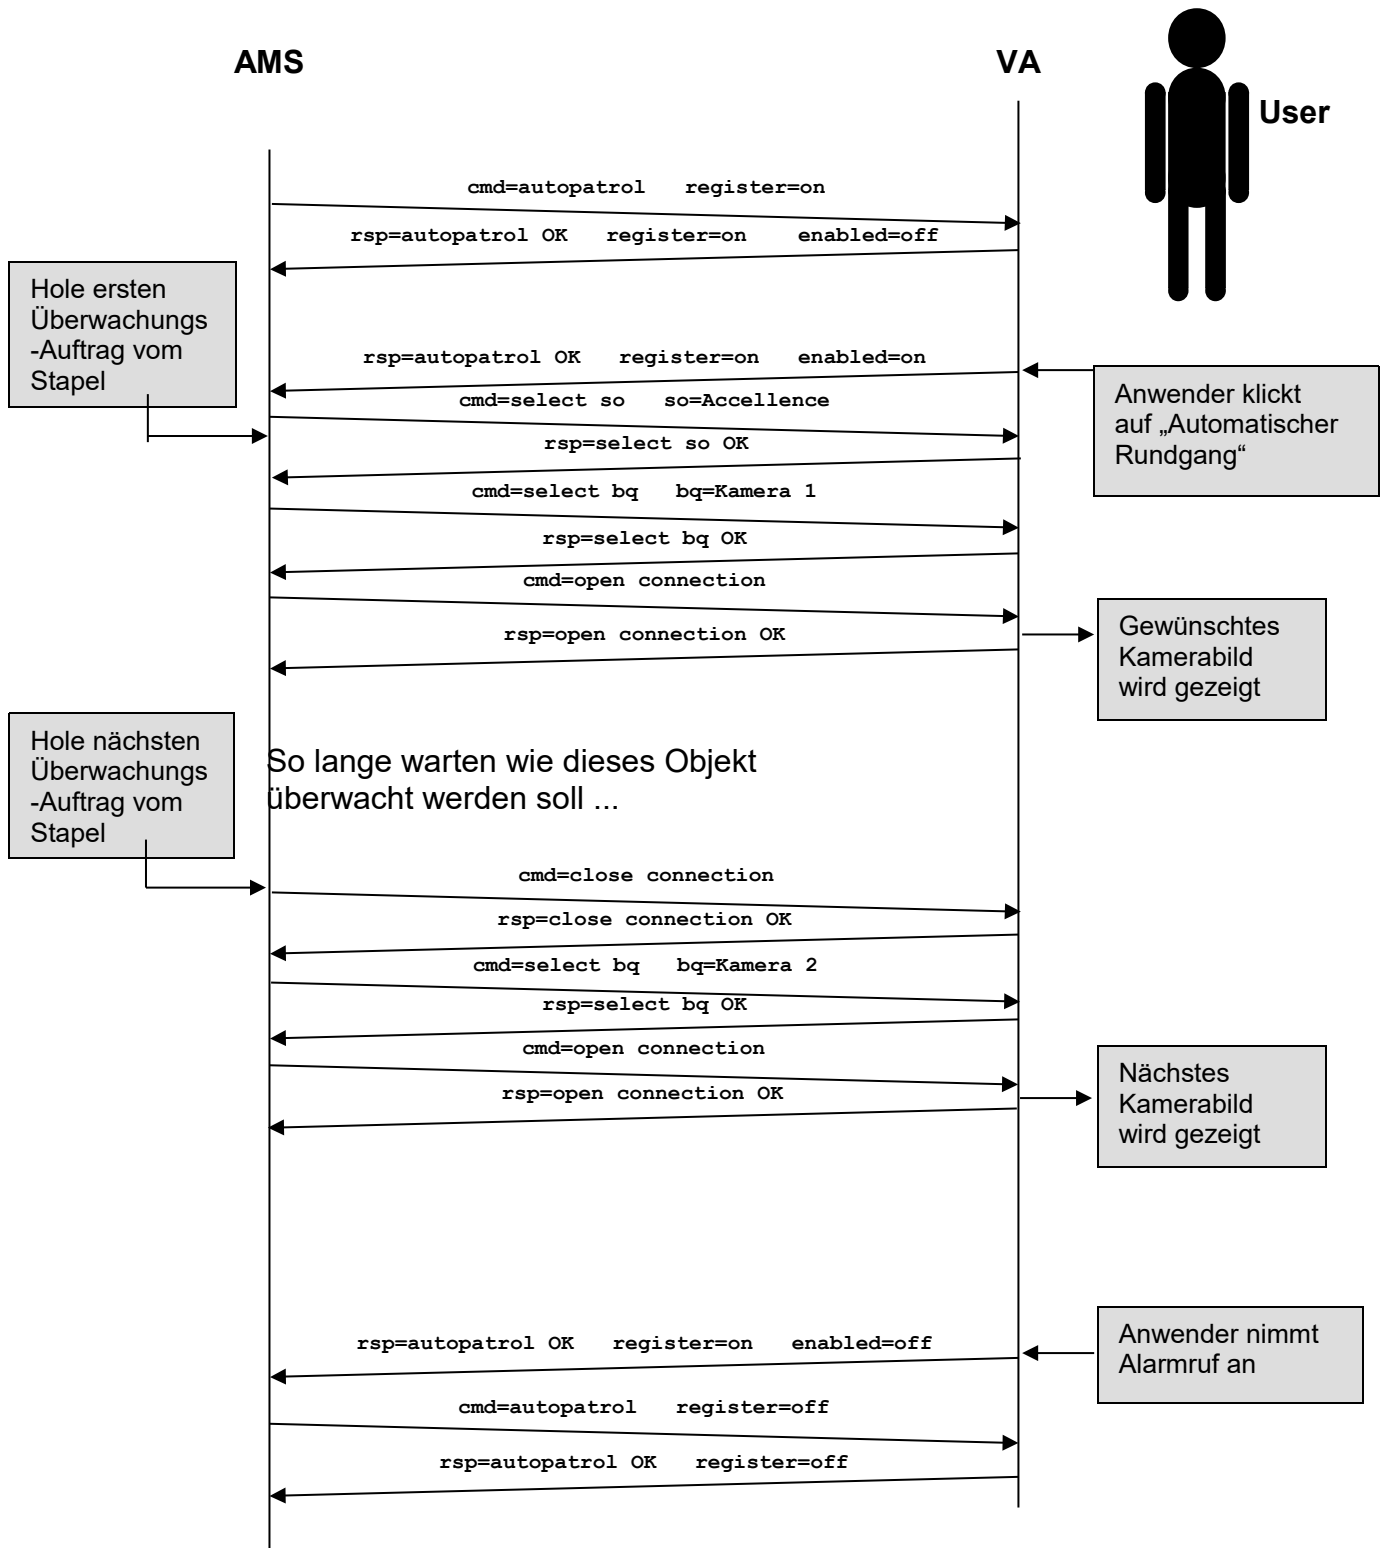 AMS
VA
User
cmd=autopatrol register=on
rsp=autopatrol OK register=on enabled=off
Hole ersten
Überwachungs
-Auftrag vom
Stapel
rsp=autopatrol OK register=on enabled=on
Anwender klickt
auf „Automatischer
Rundgang“
cmd=select so so=Accellence
rsp=select so OK
cmd=select bq bq=Kamera 1
rsp=select bq OK
cmd=open connection
rsp=open connection OK
Gewünschtes
Kamerabild
wird gezeigt
Hole nächsten
Überwachungs
-Auftrag vom
Stapel
So lange warten wie dieses Objekt
überwacht werden soll ...
cmd=close connection
rsp=close connection OK
cmd=select bq bq=Kamera 2
rsp=select bq OK
cmd=open connection
rsp=open connection OK
Nächstes
Kamerabild
wird gezeigt
rsp=autopatrol OK register=on enabled=off
Anwender nimmt
Alarmruf an
cmd=autopatrol register=off
rsp=autopatrol OK register=off